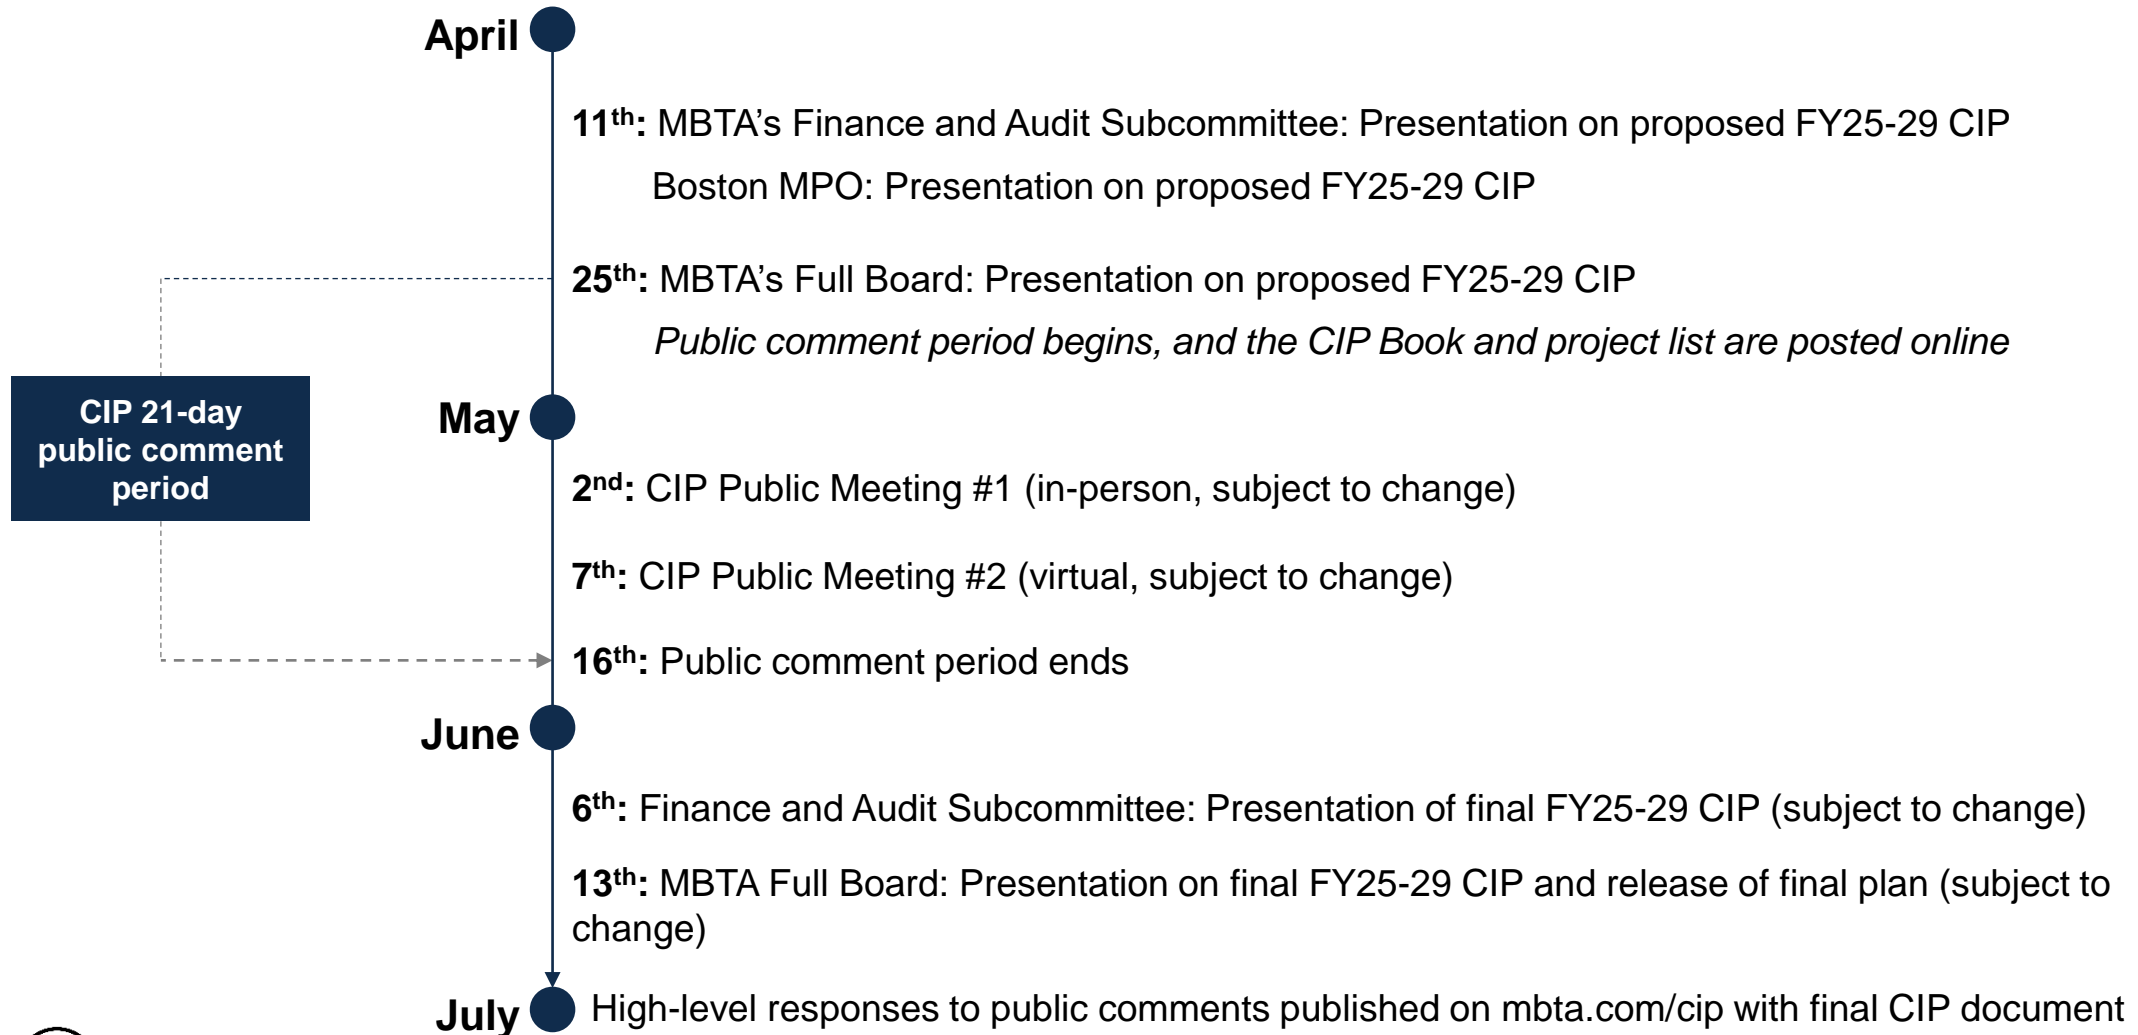 April
11th: MBTA’s Finance and Audit Subcommittee: Presentation on proposed FY25-29 CIP
Boston MPO: Presentation on proposed FY25-29 CIP
25th: MBTA’s Full Board: Presentation on proposed FY25-29 CIP
Public comment period begins, and the CIP Book and project list are posted online
CIP 21-day
public comment
period
May
2nd: CIP Public Meeting #1 (in-person, subject to change)
7th: CIP Public Meeting #2 (virtual, subject to change)
16th: Public comment period ends
June
6th: Finance and Audit Subcommittee: Presentation of final FY25-29 CIP (subject to change)
13th: MBTA Full Board: Presentation on final FY25-29 CIP and release of final plan (subject to
change)
July
High-level responses to public comments published on mbta.com/cip with final CIP document